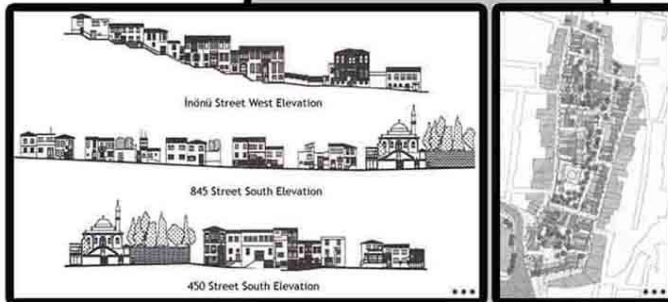 İnönü Street West Elevation
845 Street South Elevation
450 Street South Elevation